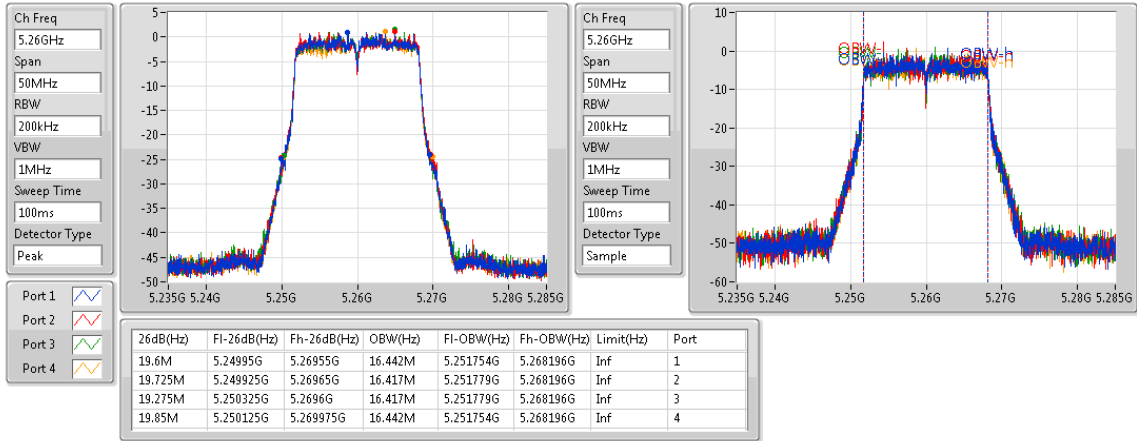 Ch Freq
5.26GHz
Span
50MHz
RBW
200kHz
VBW
1MHz
Sweep Time
100ms
Detector Type
Peak
5
0
-5
-10
-15
-20
-25
-30
-35
-40
-45
-50
5.235G 5.24G 5.25G 5.26G 5.27G 5.28G 5.285G
Ch Freq
5.26GHz
Span
50MHz
RBW
200kHz
VBW
1MHz
Sweep Time
100ms
Detector Type
Sample
10
0
-10
-20
-30
-40
-50
-60
OBW-l
OBW-h
5.235G 5.24G 5.25G 5.26G 5.27G 5.28G 5.285G
Port 1
Port 2
Port 3
Port 4
26dB(Hz) Fl-26dB(Hz) Fh-26dB(Hz) OBW(Hz) Fl-OBW(Hz) Fh-OBW(Hz) Limit(Hz) Port
19.6M 5.24995G 5.26955G 16.442M 5.251754G 5.268196G Inf 1
19.725M 5.249925G 5.26965G 16.417M 5.251779G 5.268196G Inf 2
19.275M 5.250325G 5.2696G 16.417M 5.251779G 5.268196G Inf 3
19.85M 5.250125G 5.269975G 16.442M 5.251754G 5.268196G Inf 4